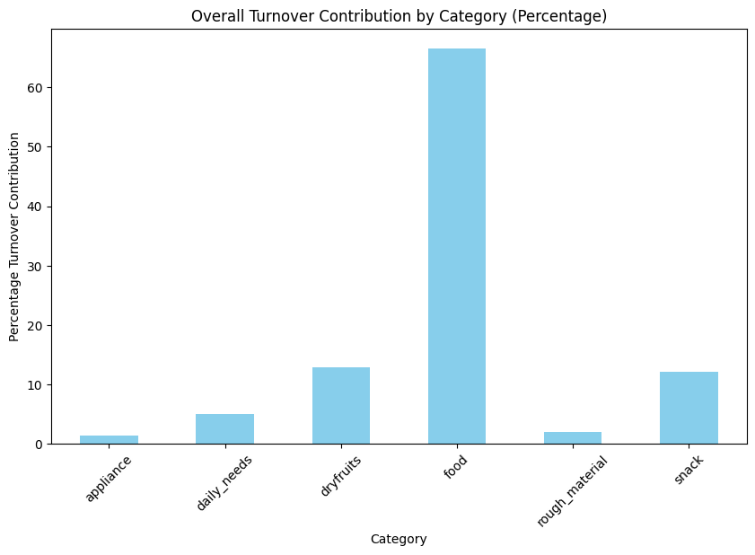 Overall Turnover Contribution by Category (Percentage)
Percentage Turnover Contribution
60
50
40
30
20
10
0
appliance
daily_needs
dryfruits
food
rough_material
snack
Category